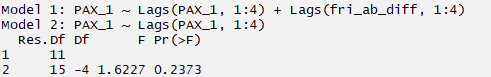 Model 1: PAX_1 ~ Lags(PAX_1, 1:4) + Lags(fri_ab_diff, 1:4)
Model 2: PAX_1 ~ Lags(PAX_1, 1:4)
  Res.Df Df      F Pr(>F)
1     11
2     15 -4 1.6227 0.2373